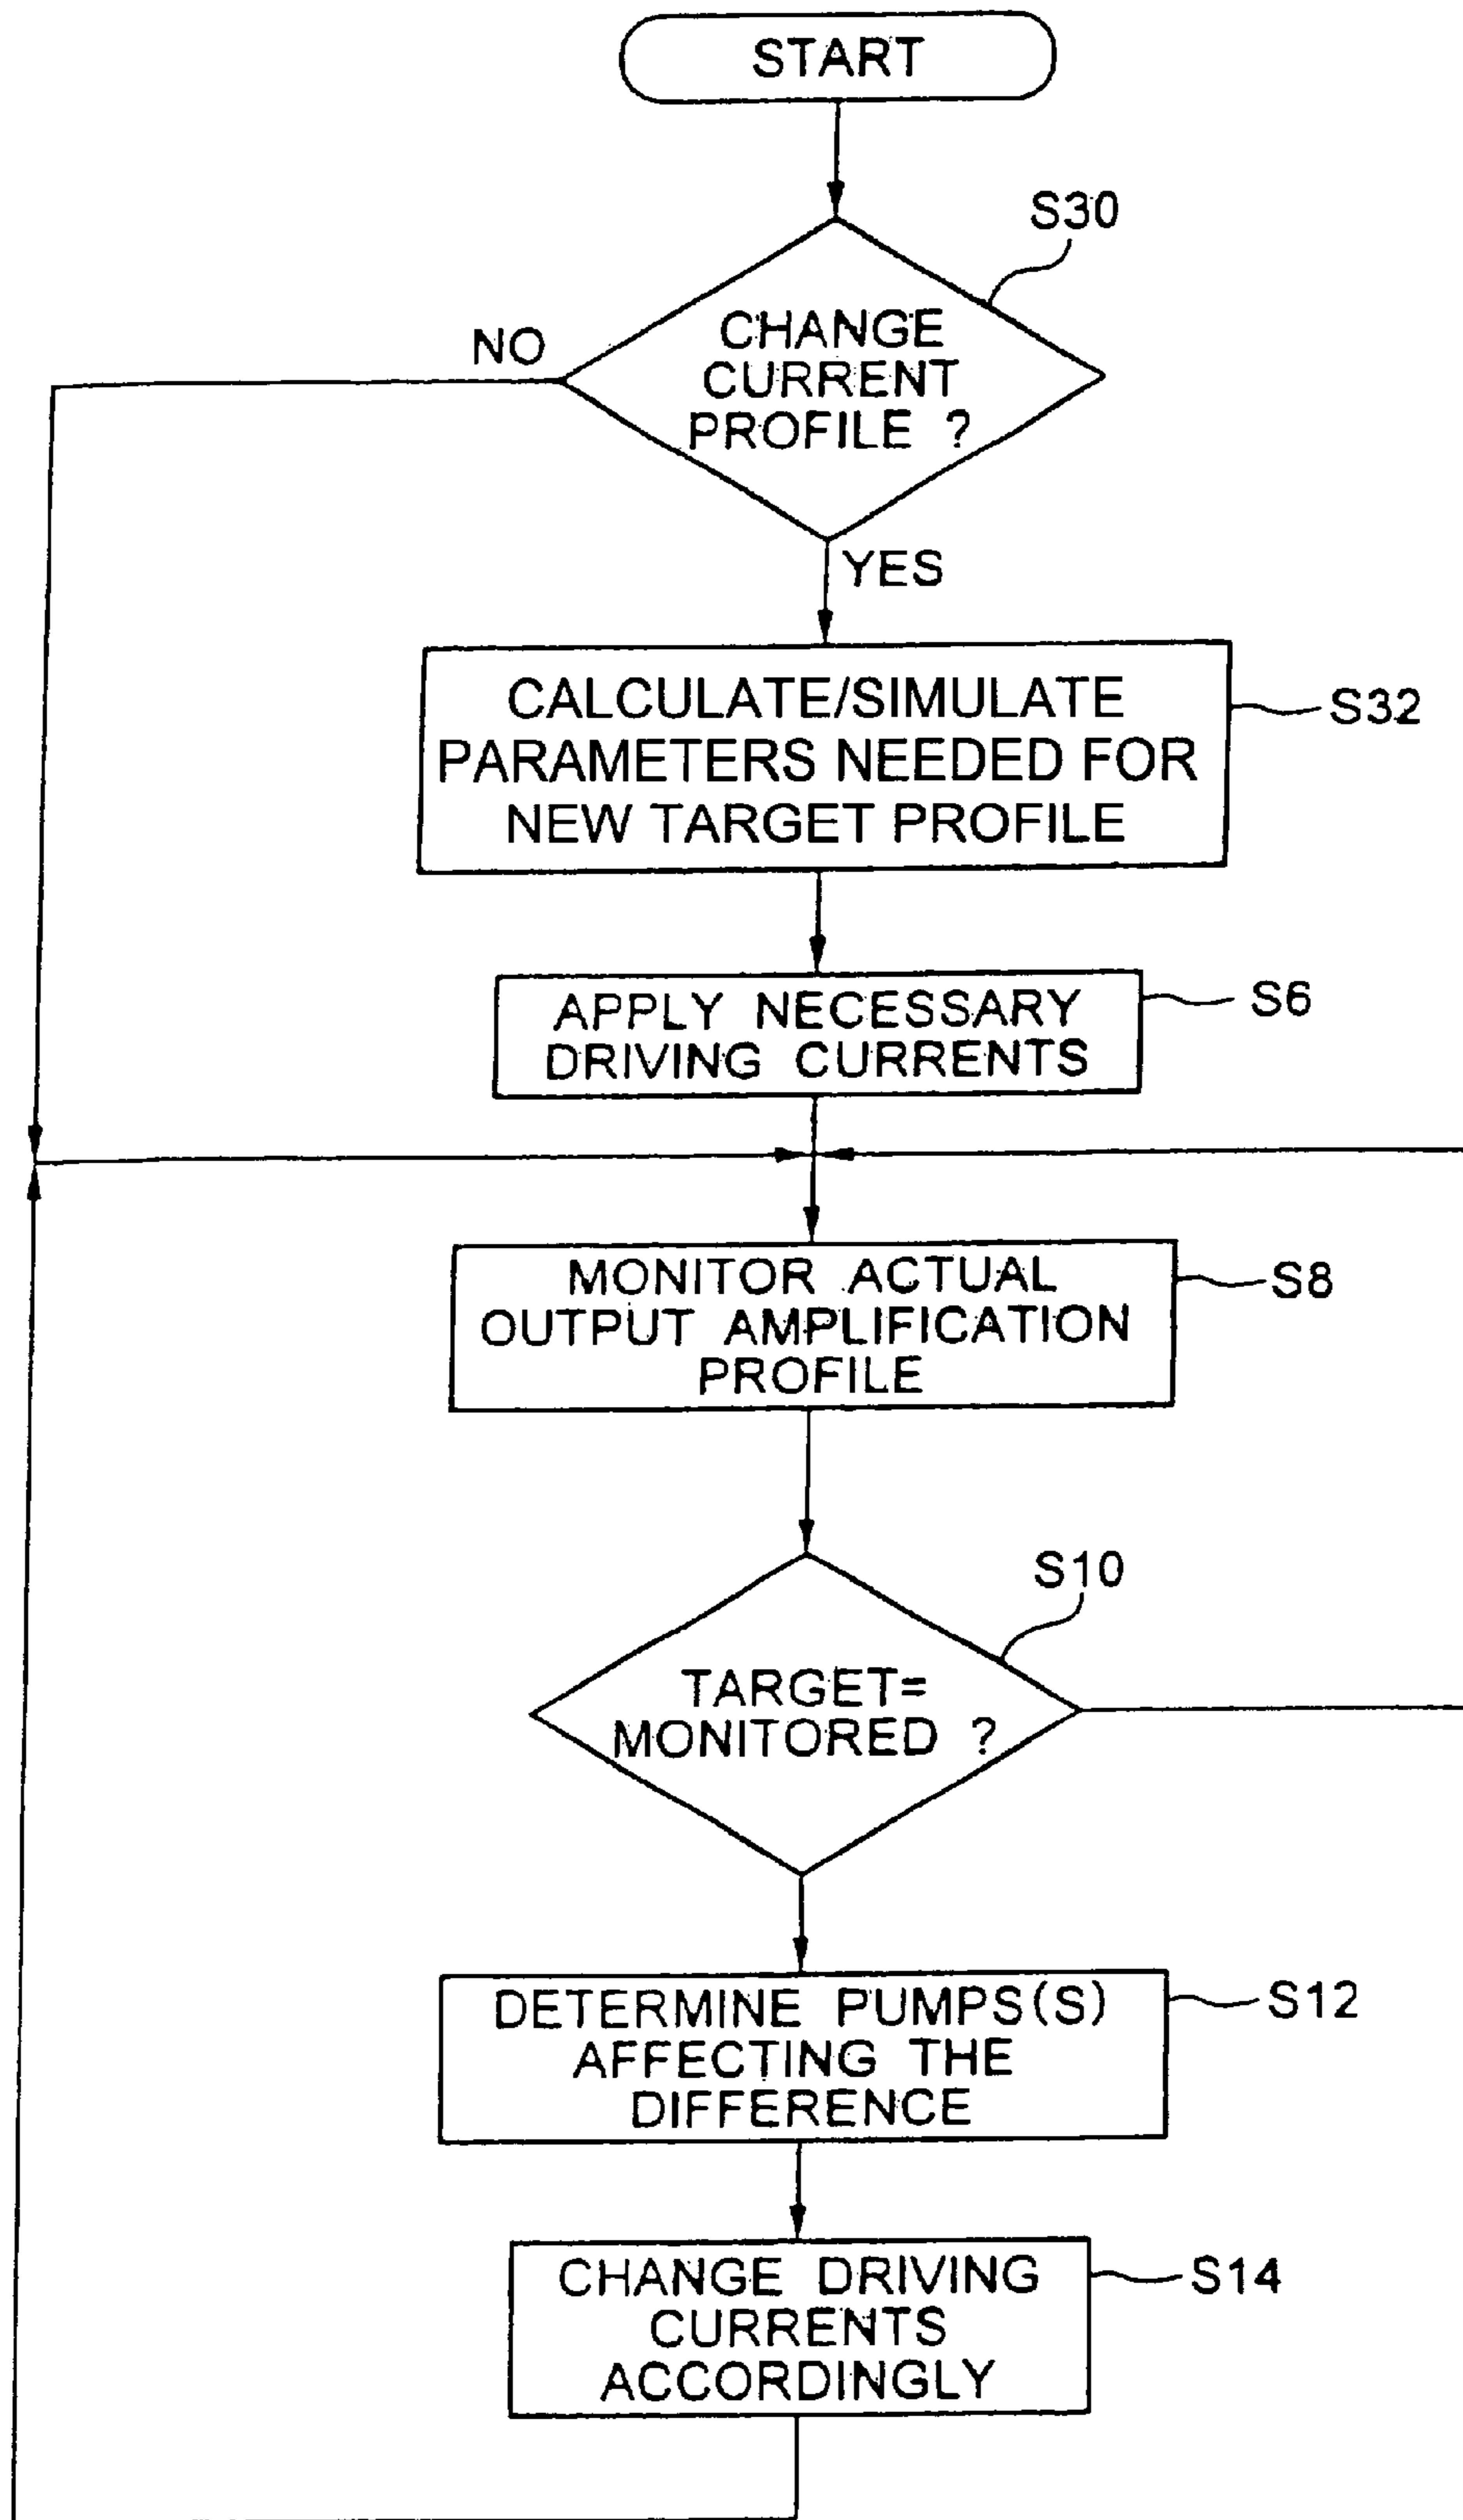 START
S30
CHANGE
CURRENT
PROFILE ?
NO
YES
CALCULATE/SIMULATE
PARAMETERS NEEDED FOR
NEW TARGET PROFILE
S32
APPLY NECESSARY
DRIVING CURRENTS
S6
MONITOR ACTUAL
OUTPUT AMPLIFICATION
PROFILE
S8
S10
TARGET=
MONITORED ?
DETERMINE PUMPS(S)
AFFECTING THE
DIFFERENCE
S12
CHANGE DRIVING
CURRENTS
ACCORDINGLY
S14